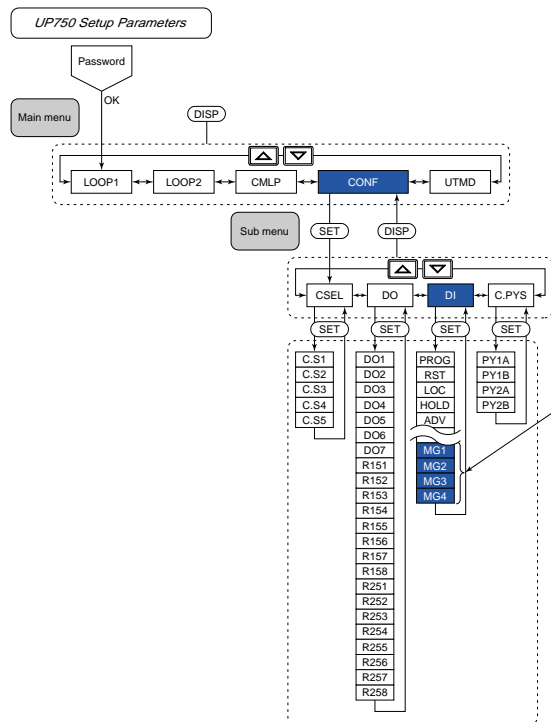 UP750 Setup Parameters
Password
OK
Main menu
DISP
LOOP1 LOOP2 CMLP CONF UTMD
Sub menu
SET DISP
CSEL DO DI C.PYS
SET SET SET SET
C.S1
C.S2
C.S3
C.S4
C.S5
DO1
DO2
DO3
DO4
DO5
DO6
DO7
R151
R152
R153
R154
R155
R156
R157
R158
R251
R252
R253
R254
R255
R256
R257
R258
PROG
RST
LOC
HOLD
ADV
MG1
MG2
MG3
MG4
PY1A
PY1B
PY2A
PY2B